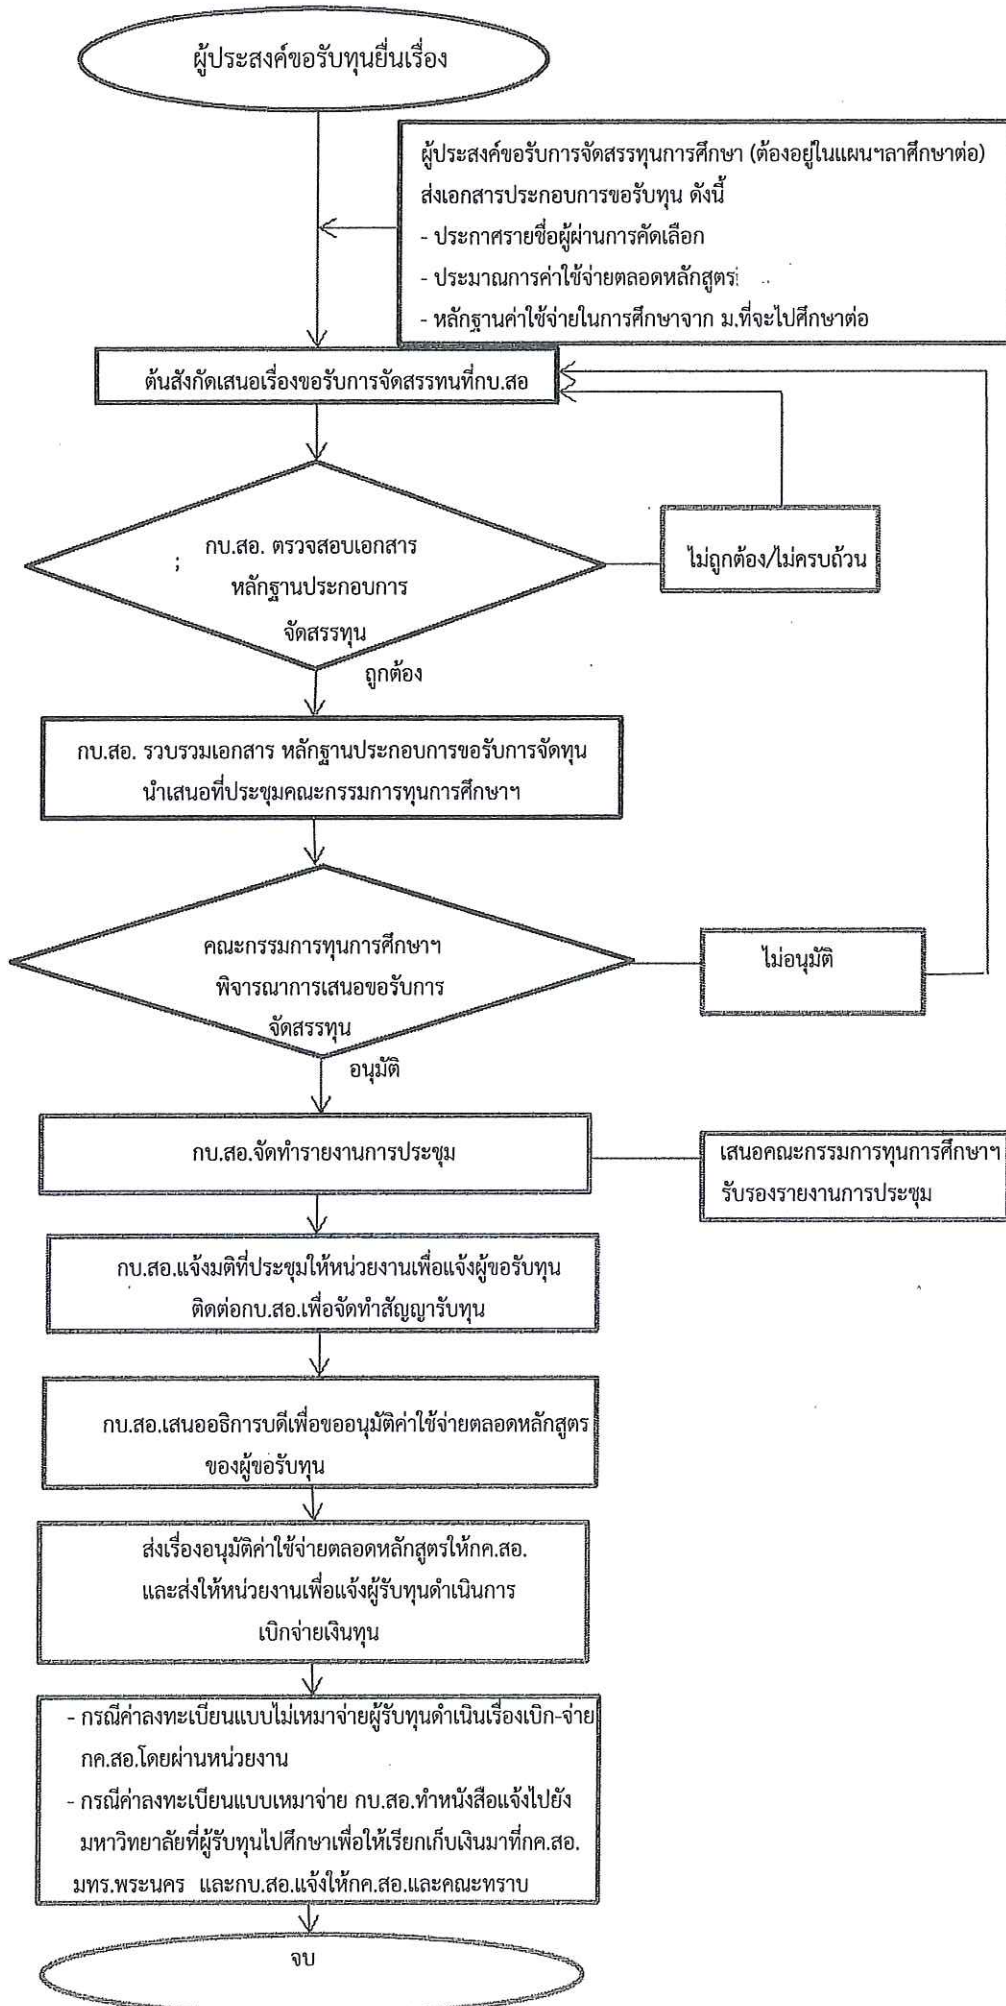 ผู้ประสงค์ขอรับทุนยื่นเรื่อง
ผู้ประสงค์ขอรับการจัดสรรทุนการศึกษา (ต้องอยู่ในแผนฯลาศึกษาต่อ)
ส่งเอกสารประกอบการขอรับทุน ดังนี้
- ประกาศรายชื่อผู้ผ่านการคัดเลือก
- ประมาณการค่าใช้จ่ายตลอดหลักสูตร
- หลักฐานค่าใช้จ่ายในการศึกษาจาก ม.ที่จะไปศึกษาต่อ
ต้นสังกัดเสนอเรื่องขอรับการจัดสรรทนที่กบ.สอ
กบ.สอ. ตรวจสอบเอกสาร
หลักฐานประกอบการ
จัดสรรทุน
ไม่ถูกต้อง/ไม่ครบถ้วน
ถูกต้อง
กบ.สอ. รวบรวมเอกสาร หลักฐานประกอบการขอรับการจัดทุน
นำเสนอที่ประชุมคณะกรรมการทุนการศึกษาฯ
คณะกรรมการทุนการศึกษาฯ
พิจารณาการเสนอขอรับการ
จัดสรรทุน
ไม่อนุมัติ
อนุมัติ
กบ.สอ.จัดทำรายงานการประชุม
เสนอคณะกรรมการทุนการศึกษาฯ
รับรองรายงานการประชุม
กบ.สอ.แจ้งมติที่ประชุมให้หน่วยงานเพื่อแจ้งผู้ขอรับทุน
ติดต่อกบ.สอ.เพื่อจัดทำสัญญารับทุน
กบ.สอ.เสนออธิการบดีเพื่อขออนุมัติค่าใช้จ่ายตลอดหลักสูตร
ของผู้ขอรับทุน
ส่งเรื่องอนุมัติค่าใช้จ่ายตลอดหลักสูตรให้กค.สอ.
และส่งให้หน่วยงานเพื่อแจ้งผู้รับทุนดำเนินการ
เบิกจ่ายเงินทุน
- กรณีค่าลงทะเบียนแบบไม่เหมาจ่ายผู้รับทุนดำเนินเรื่องเบิก-จ่าย
กค.สอ.โดยผ่านหน่วยงาน
- กรณีค่าลงทะเบียนแบบเหมาจ่าย กบ.สอ.ทำหนังสือแจ้งไปยัง
มหาวิทยาลัยที่ผู้รับทุนไปศึกษาเพื่อให้เรียกเก็บเงินมาที่กค.สอ.
มทร.พระนคร และกบ.สอ.แจ้งให้กค.สอ.และคณะทราบ
จบ